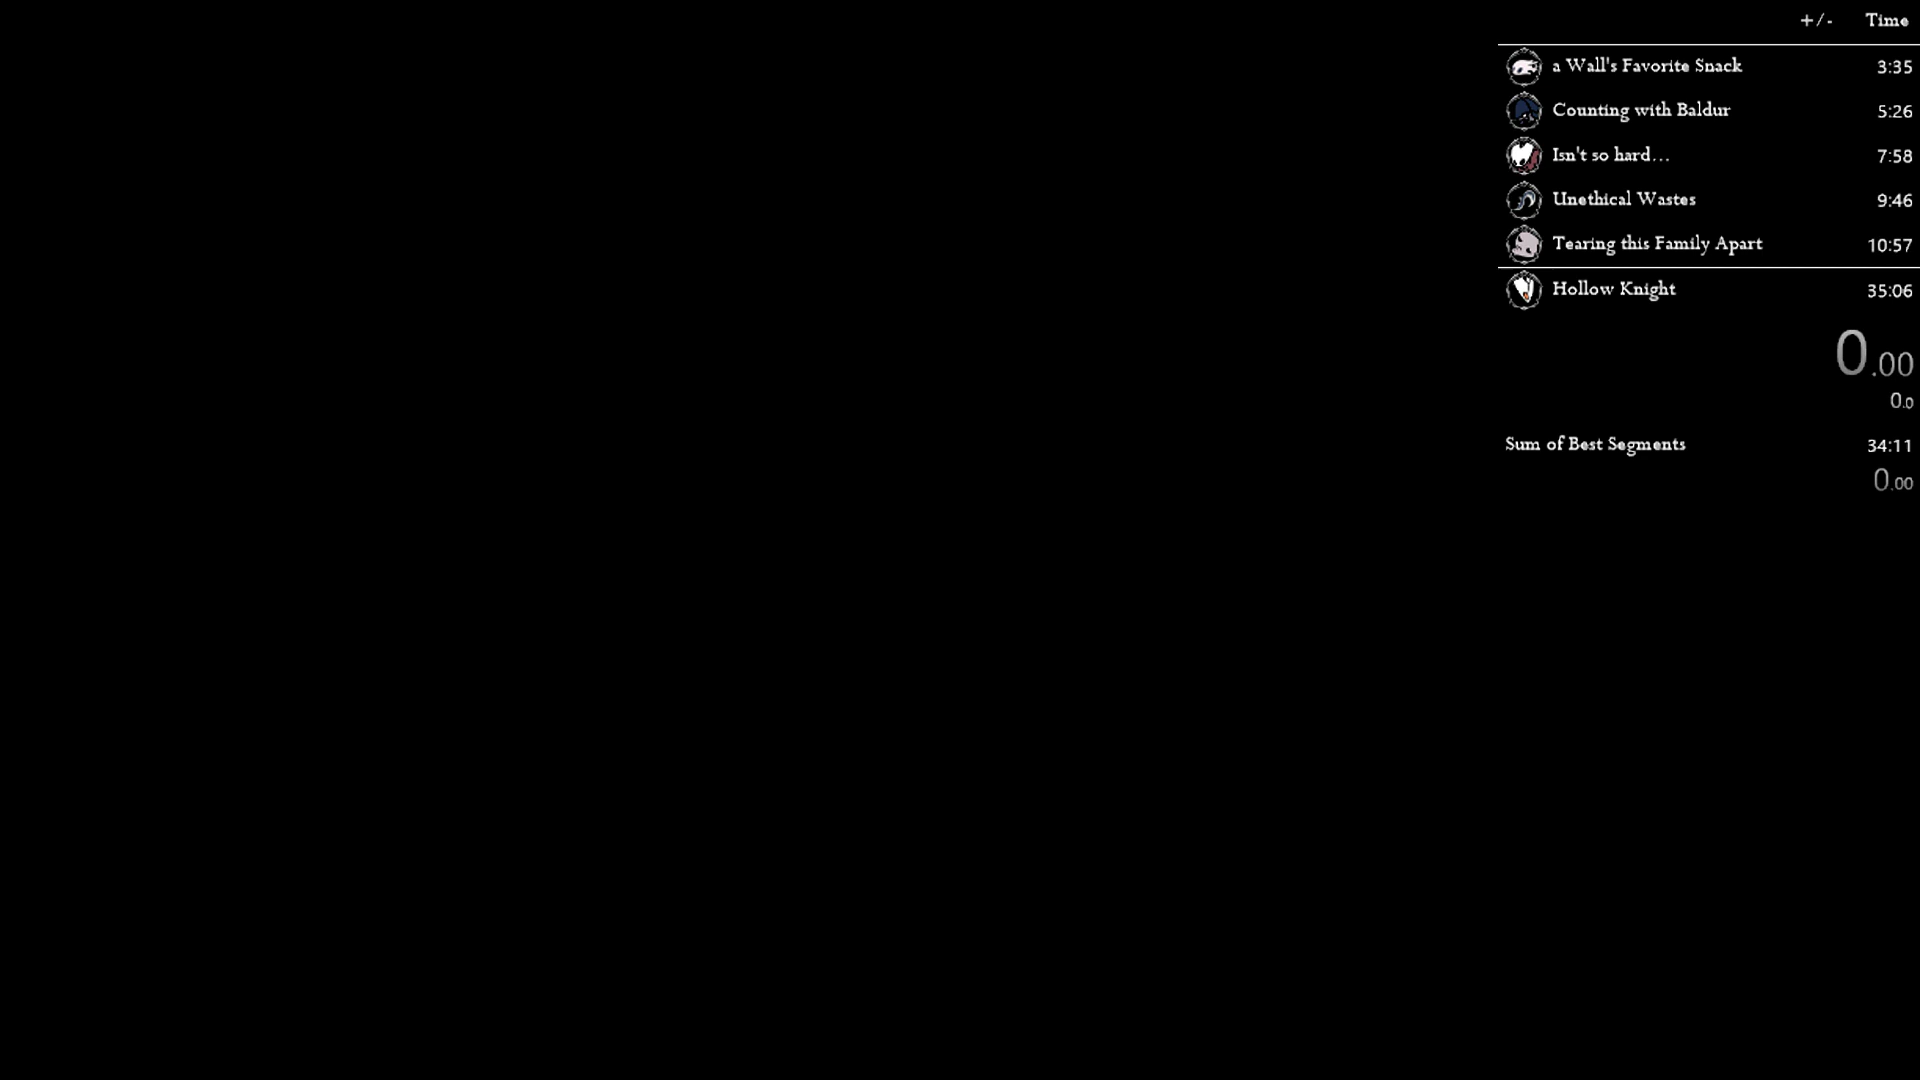 +/- Time
a Wall's Favorite Snack 3:35
Counting with Baldur 5:26
Isn't so hard... 7:58
Unethical Wastes 9:46
Tearing this Family Apart 10:57
Hollow Knight 35:06
0.00
0.0
Sum of Best Segments 34:11
0.00